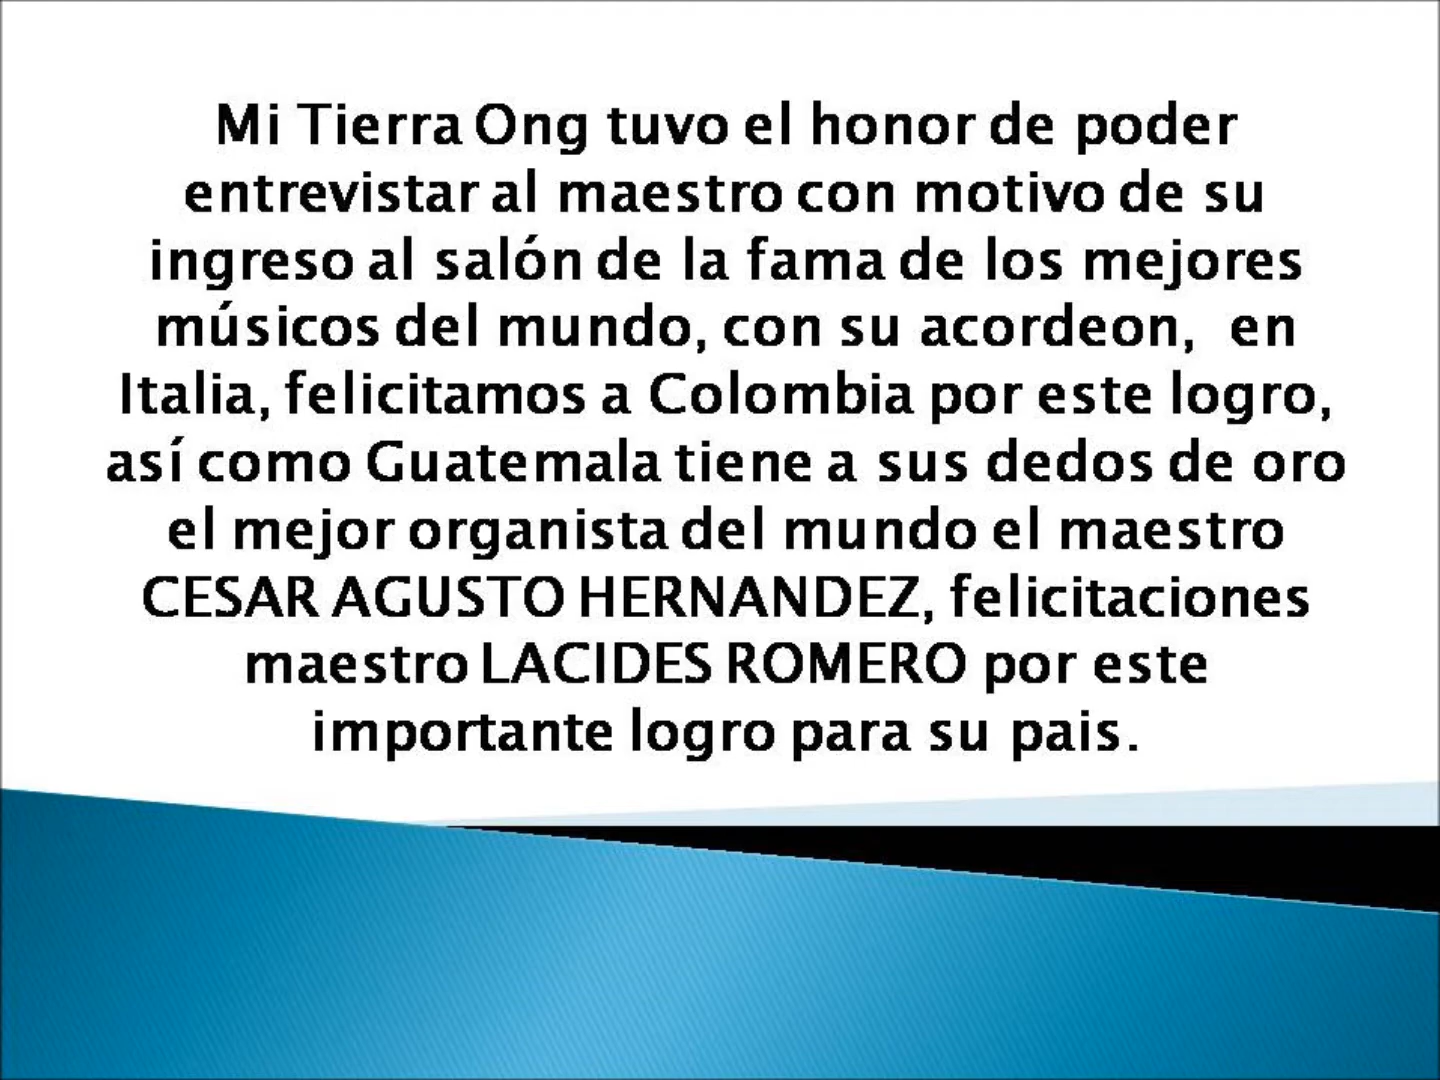 Mi Tierra Ong tuvo el honor de poder
entrevistar al maestro con motivo de su
ingreso al salón de la fama de los mejores
músicos del mundo, con su acordeon,  en
Italia, felicitamos a Colombia por este logro,
así como Guatemala tiene a sus dedos de oro
el mejor organista del mundo el maestro
CESAR AGUSTO HERNANDEZ, felicitaciones
maestro LACIDES ROMERO por este
importante logro para su pais.